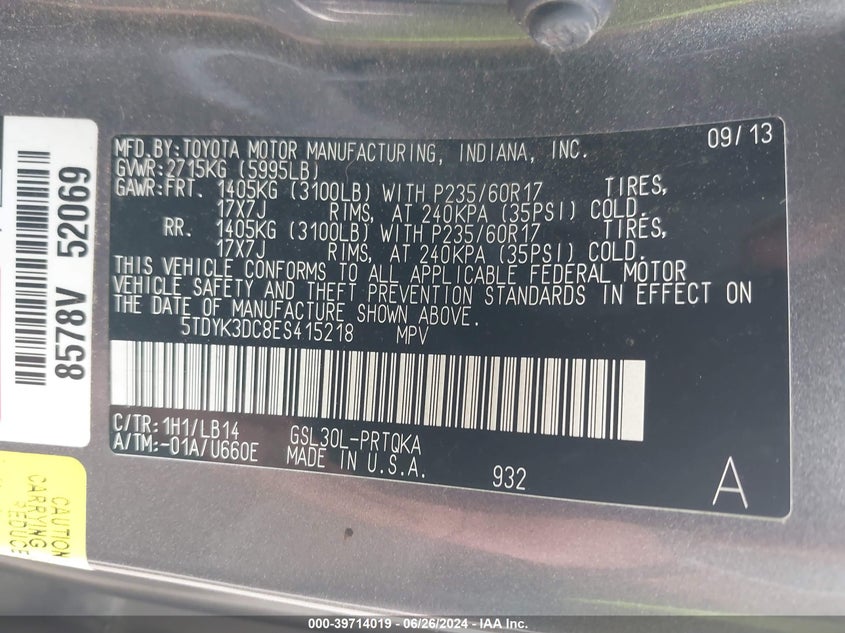 MFD.BY:TOYOTA MOTOR MANUFACTURING, INDIANA, INC. 09/13
GVWR:2715KG (5995LB)
GAWR:FRT. 1405KG (3100LB) WITH P235/60R17 TIRES,
17X7J RIMS, AT 240KPA (35PSI) COLD.
RR. 1405KG (3100LB) WITH P235/60R17 TIRES,
17X7J RIMS, AT 240KPA (35PSI) COLD.
THIS VEHICLE CONFORMS TO ALL APPLICABLE FEDERAL MOTOR
VEHICLE SAFETY AND THEFT PREVENTION STANDARDS IN EFFECT ON
THE DATE OF MANUFACTURE SHOWN ABOVE.
5TDYK3DC8ES415218 MPV
C/TR:1H1/LB14 GSL30L-PRTQKA
A/TM:-01A/U660E MADE IN U.S.A. 932
A
8578V 52069
CAUTION
CARRYING
REDUCE
000-39714019 - 06/26/2024 - IAA Inc.